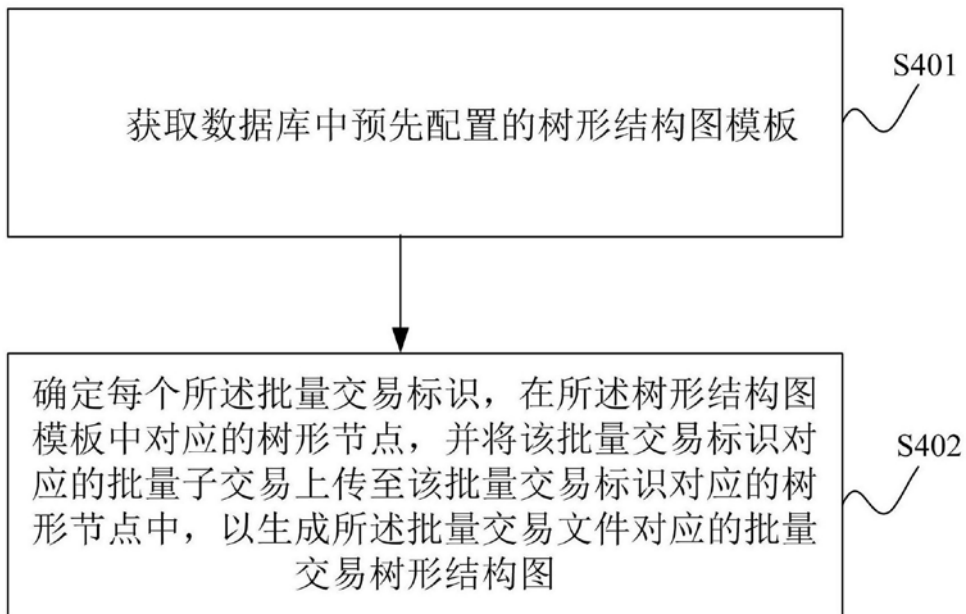 S401
获取数据库中预先配置的树形结构图模板
确定每个所述批量交易标识，在所述树形结构图
模板中对应的树形节点，并将该批量交易标识对
应的批量子交易上传至该批量交易标识对应的树
形节点中，以生成所述批量交易文件对应的批量
交易树形结构图
S402